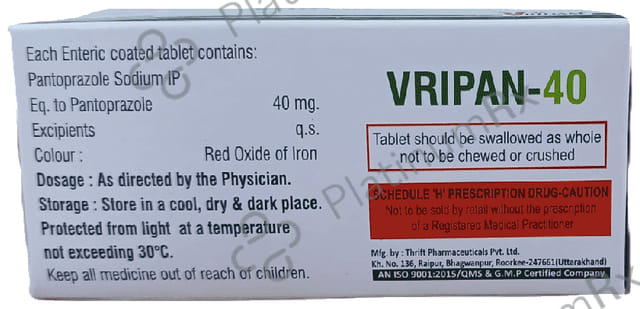 Each Enteric coated tablet contains:
Pantoprazole Sodium IP
Eq. to Pantoprazole 40 mg.
Excipients q.s.
Colour : Red Oxide of Iron
Dosage : As directed by the Physician.
Storage : Store in a cool, dry & dark place.
Protected from light at a temperature
not exceeding 30°C.
Keep all medicine out of reach of children.
VRIPAN-40
Tablet should be swallowed as whole
not to be chewed or crushed
SCHEDULE 'H' PRESCRIPTION DRUG-CAUTION
Not to be sold by retail without the prescription
of a Registered Medical Practitioner
Mfg. by : Thrift Pharmaceuticals Pvt. Ltd.
Kh. No. 136, Raipur, Bhagwanpur, Roorkee-247661(Uttarakhand)
AN ISO 9001:2015/QMS & G.M.P Certified Company
PlatinumRx
PlatinumRx